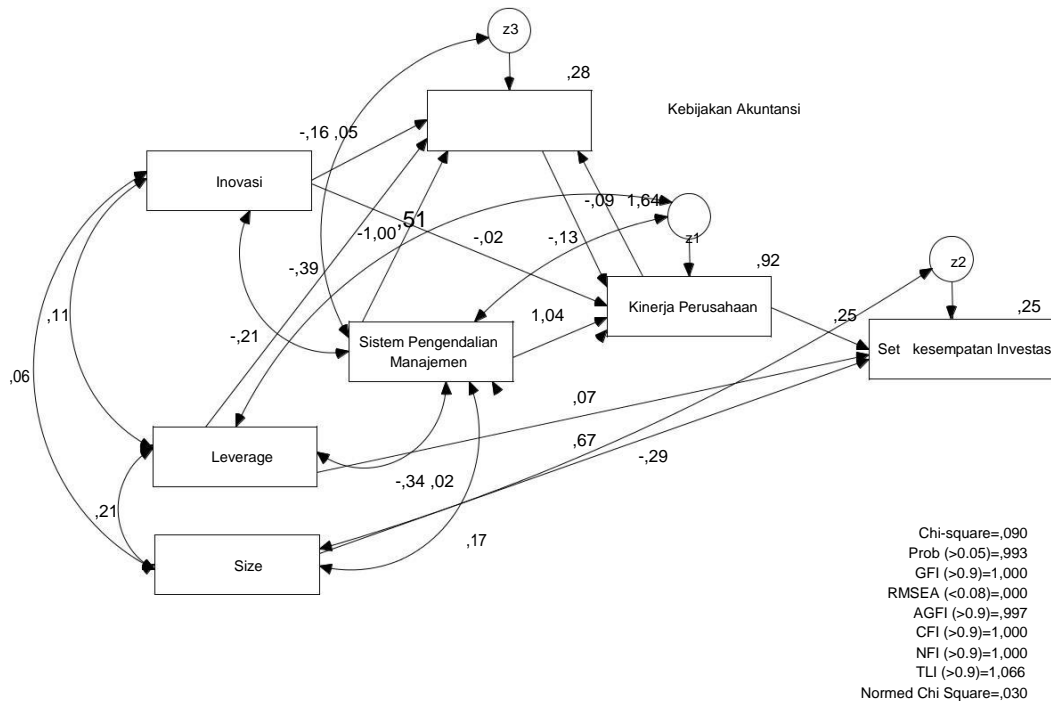 z3
,28
Kebijakan Akuntansi
-,16 ,05
Inovasi
-,09 1,64
z1
-1,00
,51
-,02
-,13
,92
z2
-,39
Kinerja Perusahaan
,25
,25
,11
-,21
Sistem Pengendalian
Manajemen
1,04
Set kesempatan Investas
,06
,07
Leverage
,67
-,29
-,34 ,02
,21
,17
Size
Chi-square=,090
Prob (>0.05)=,993
GFI (>0.9)=1,000
RMSEA (<0.08)=,000
AGFI (>0.9)=,997
CFI (>0.9)=1,000
NFI (>0.9)=1,000
TLI (>0.9)=1,066
Normed Chi Square=,030